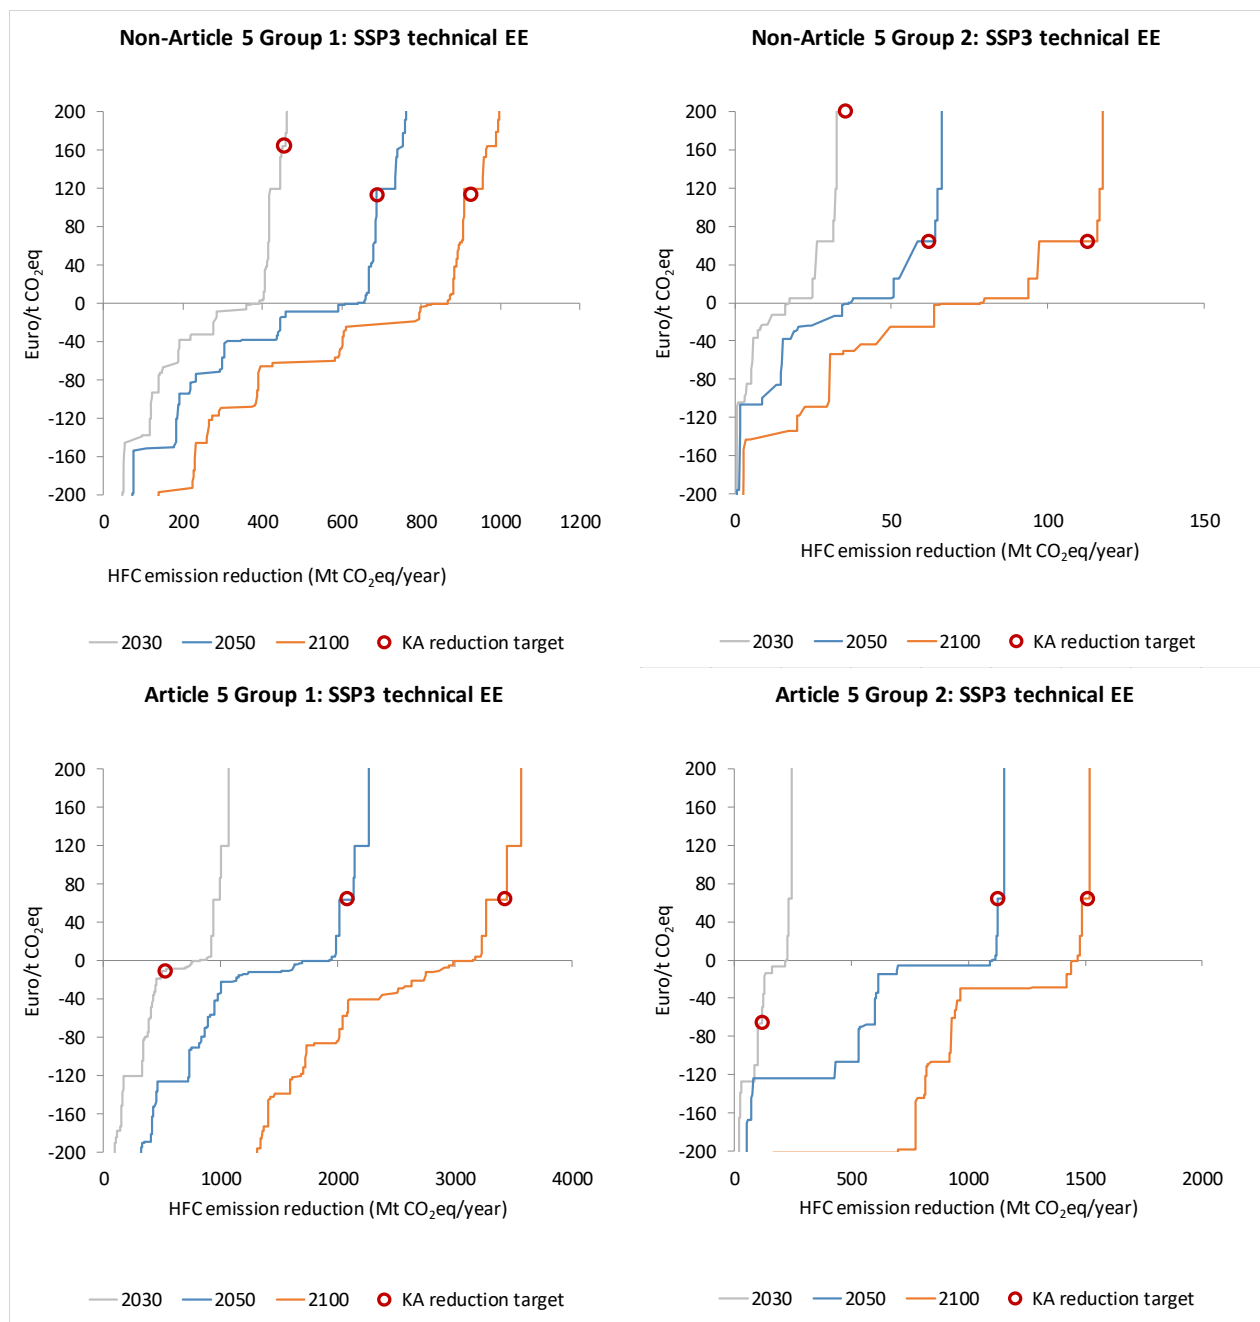 Non-Article 5 Group 1: SSP3 technical EE
200
160
120
80
40
0
-40
-80
-120
-160
-200
Euro/t CO₂eq
0 200 400 600 800 1000 1200
HFC emission reduction (Mt CO₂eq/year)
2030 2050 2100 KA reduction target
Non-Article 5 Group 2: SSP3 technical EE
200
160
120
80
40
0
-40
-80
-120
-160
-200
Euro/t CO₂eq
0 50 100 150
HFC emission reduction (Mt CO₂eq/year)
2030 2050 2100 KA reduction target
Article 5 Group 1: SSP3 technical EE
200
160
120
80
40
0
-40
-80
-120
-160
-200
Euro/t CO₂eq
0 1000 2000 3000 4000
HFC emission reduction (Mt CO₂eq/year)
2030 2050 2100 KA reduction target
Article 5 Group 2: SSP3 technical EE
200
160
120
80
40
0
-40
-80
-120
-160
-200
Euro/t CO₂eq
0 500 1000 1500 2000
HFC emission reduction (Mt CO₂eq/year)
2030 2050 2100 KA reduction target